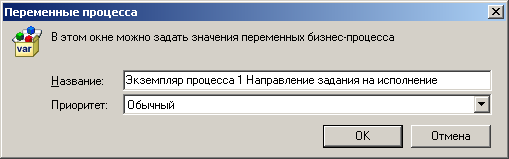 Переменные процесса
var
В этом окне можно задать значения переменных бизнес-процесса
Название: Экземпляр процесса 1 Направление задания на исполнение
Приоритет: Обычный
OK Отмена